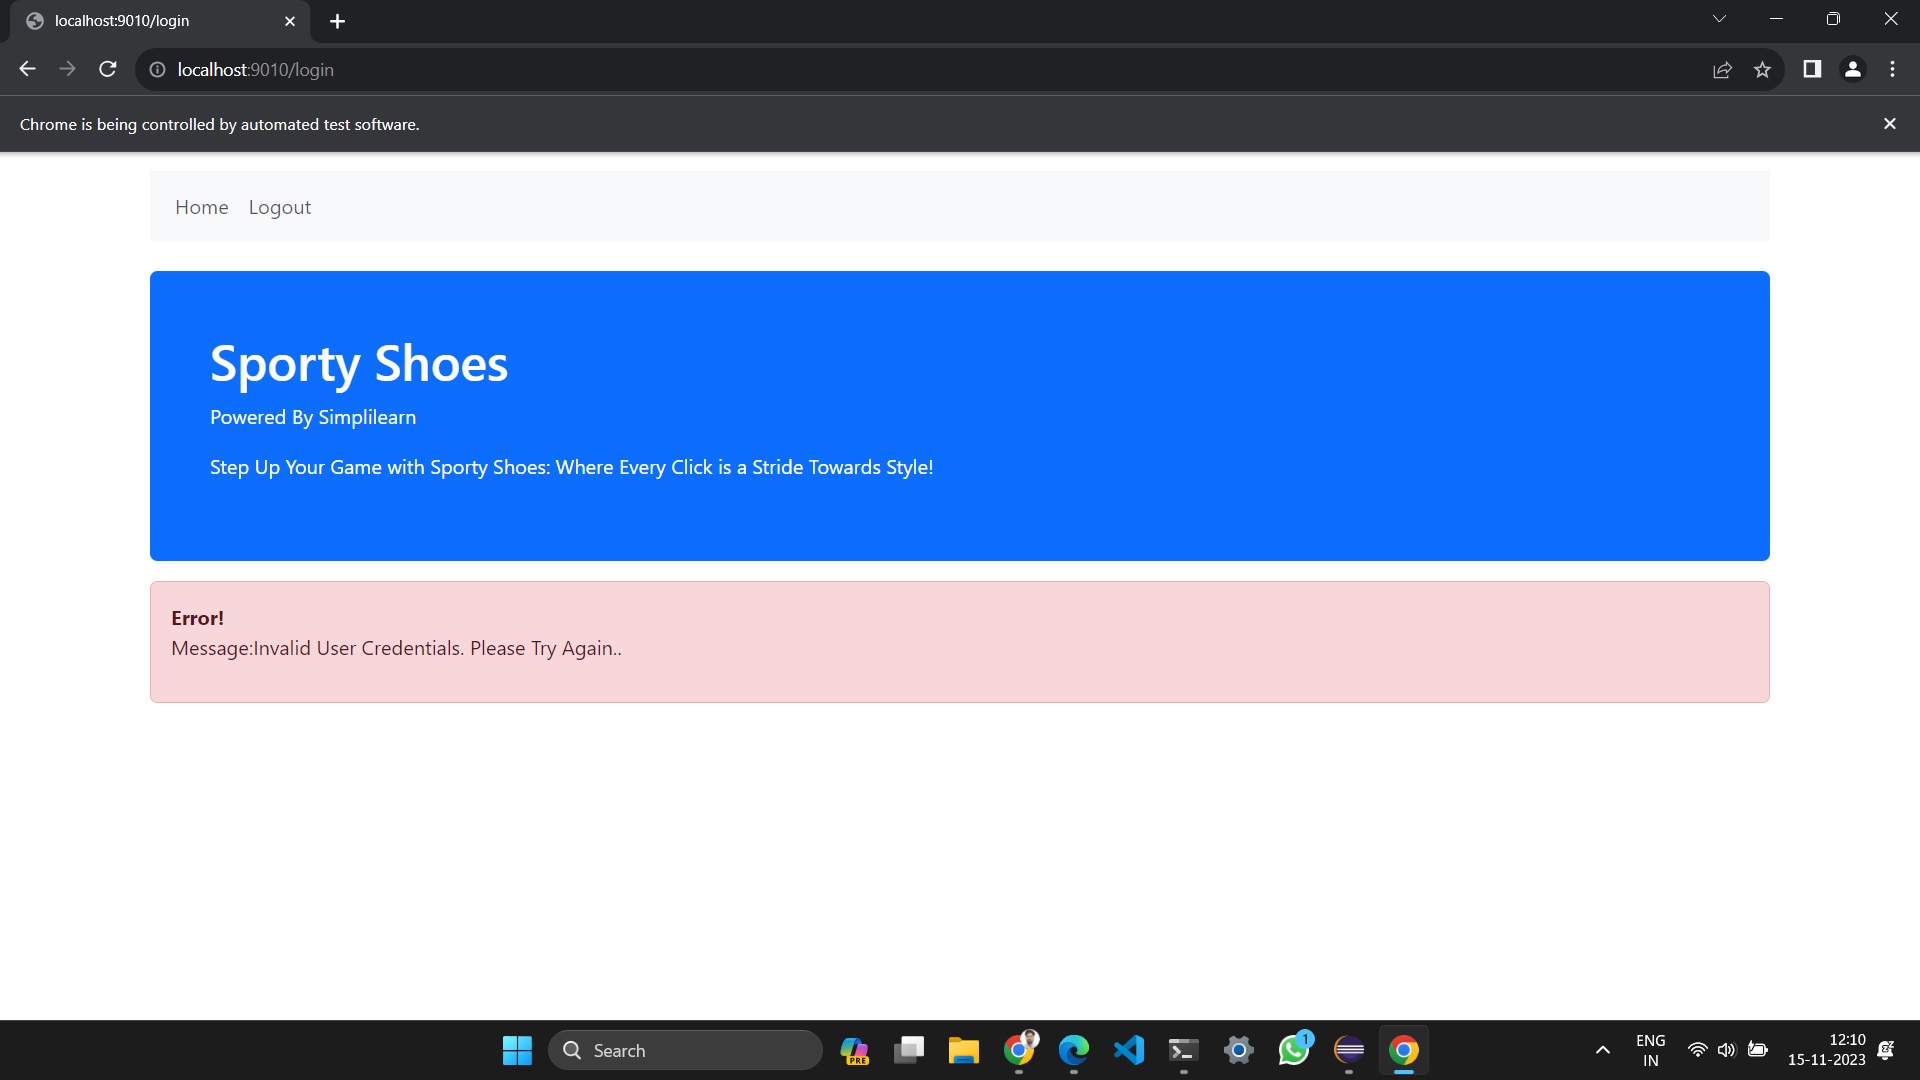 localhost:9010/login
localhost:9010/login
Chrome is being controlled by automated test software.
Home Logout
Sporty Shoes
Powered By Simplilearn
Step Up Your Game with Sporty Shoes: Where Every Click is a Stride Towards Style!
Error!
Message:Invalid User Credentials. Please Try Again..
Search
PRE
1
ENG
IN
12:10
15-11-2023